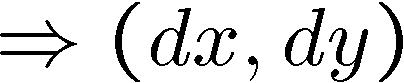 ⇒ (dx, dy)